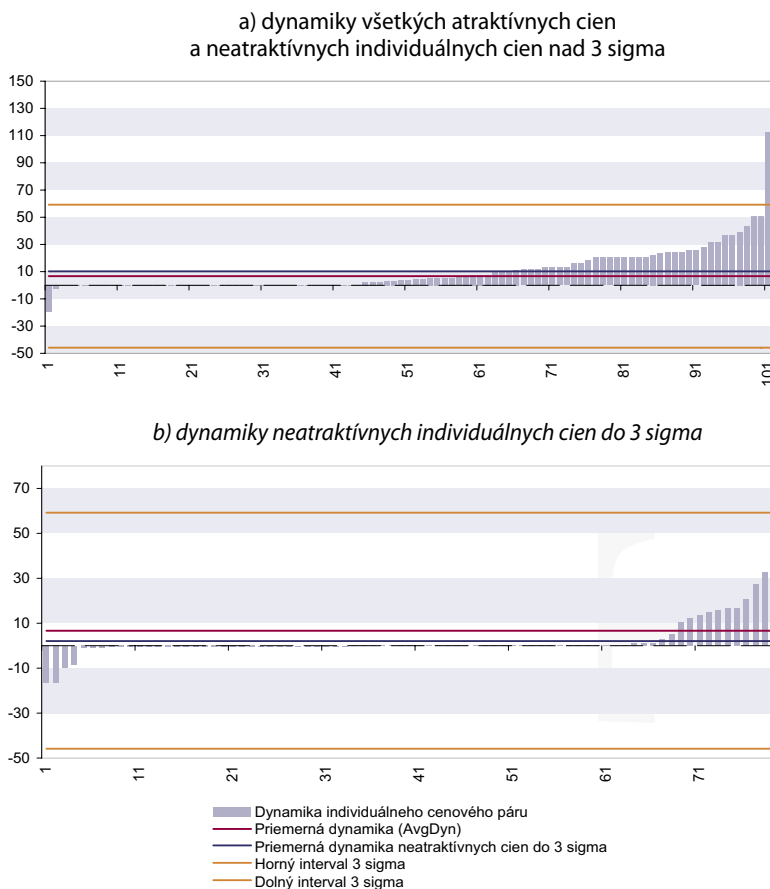 a) dynamiky všetkých atraktívnych cien
a neatraktívnych individuálnych cien nad 3 sigma
150
130
110
90
70
50
30
10
-10
-30
-50
1 11 21 31 41 51 61 71 81 91 101
b) dynamiky neatraktívnych individuálnych cien do 3 sigma
70
50
30
10
-10
-30
-50
1 11 21 31 41 51 61 71
Dynamika individuálneho cenového páru
Priemerná dynamika (AvgDyn)
Priemerná dynamika neatraktívnych cien do 3 sigma
Horný interval 3 sigma
Dolný interval 3 sigma